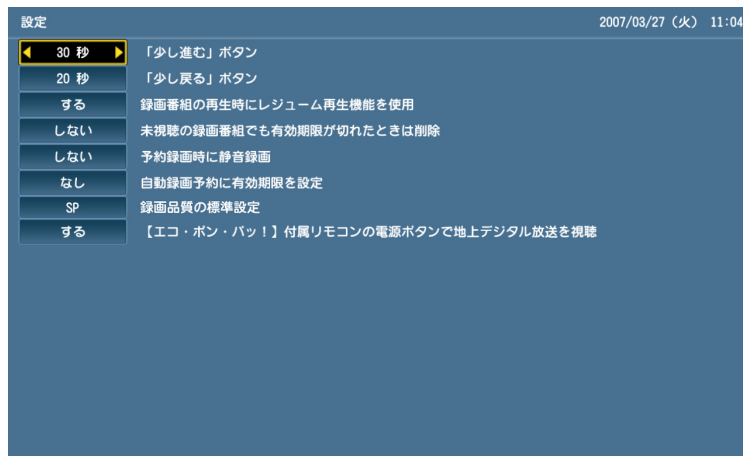 設定 2007/03/27（火） 11:04
30 秒 「少し進む」ボタン
20 秒 「少し戻る」ボタン
する 録画番組の再生時にレジューム再生機能を使用
しない 未視聴の録画番組でも有効期限が切れたときは削除
しない 予約録画時に静音録画
なし 自動録画予約に有効期限を設定
SP 録画品質の標準設定
する 【エコ・ポン・パッ！】付属リモコンの電源ボタンで地上デジタル放送を視聴